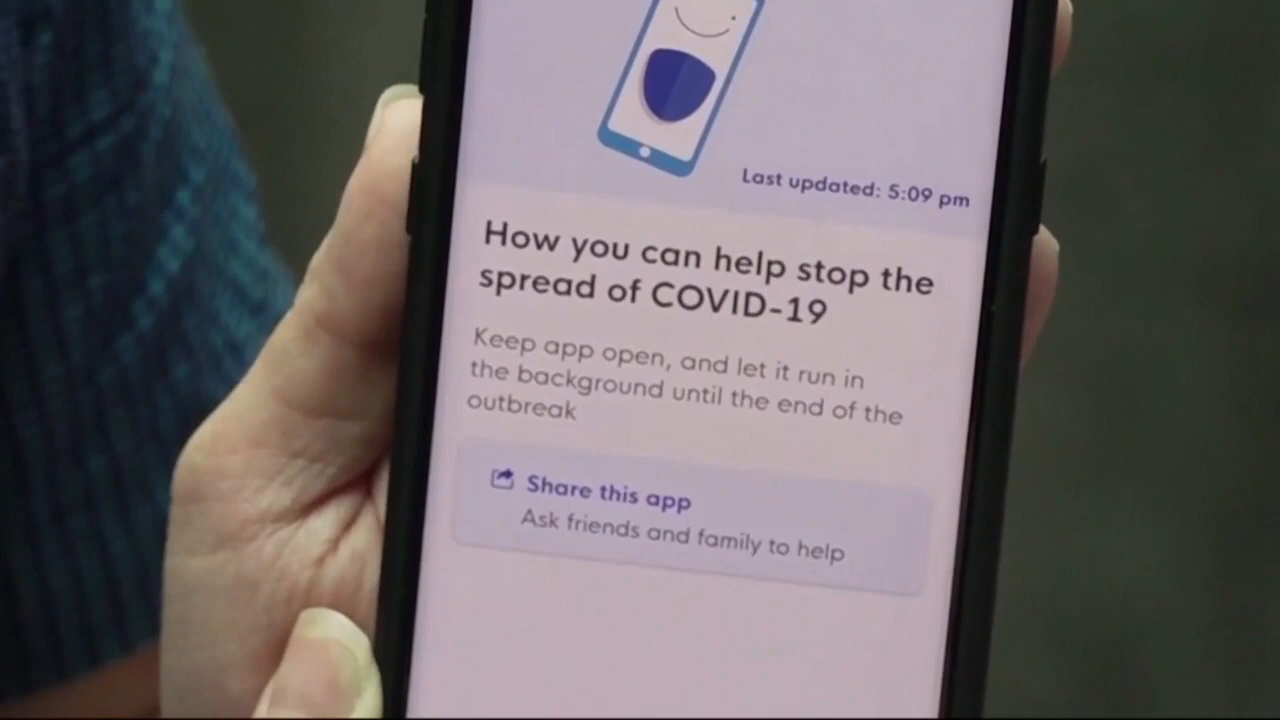 Last updated: 5:09 pm
How you can help stop the
spread of COVID-19
Keep app open, and let it run in
the background until the end of the
outbreak
Share this app
Ask friends and family to help